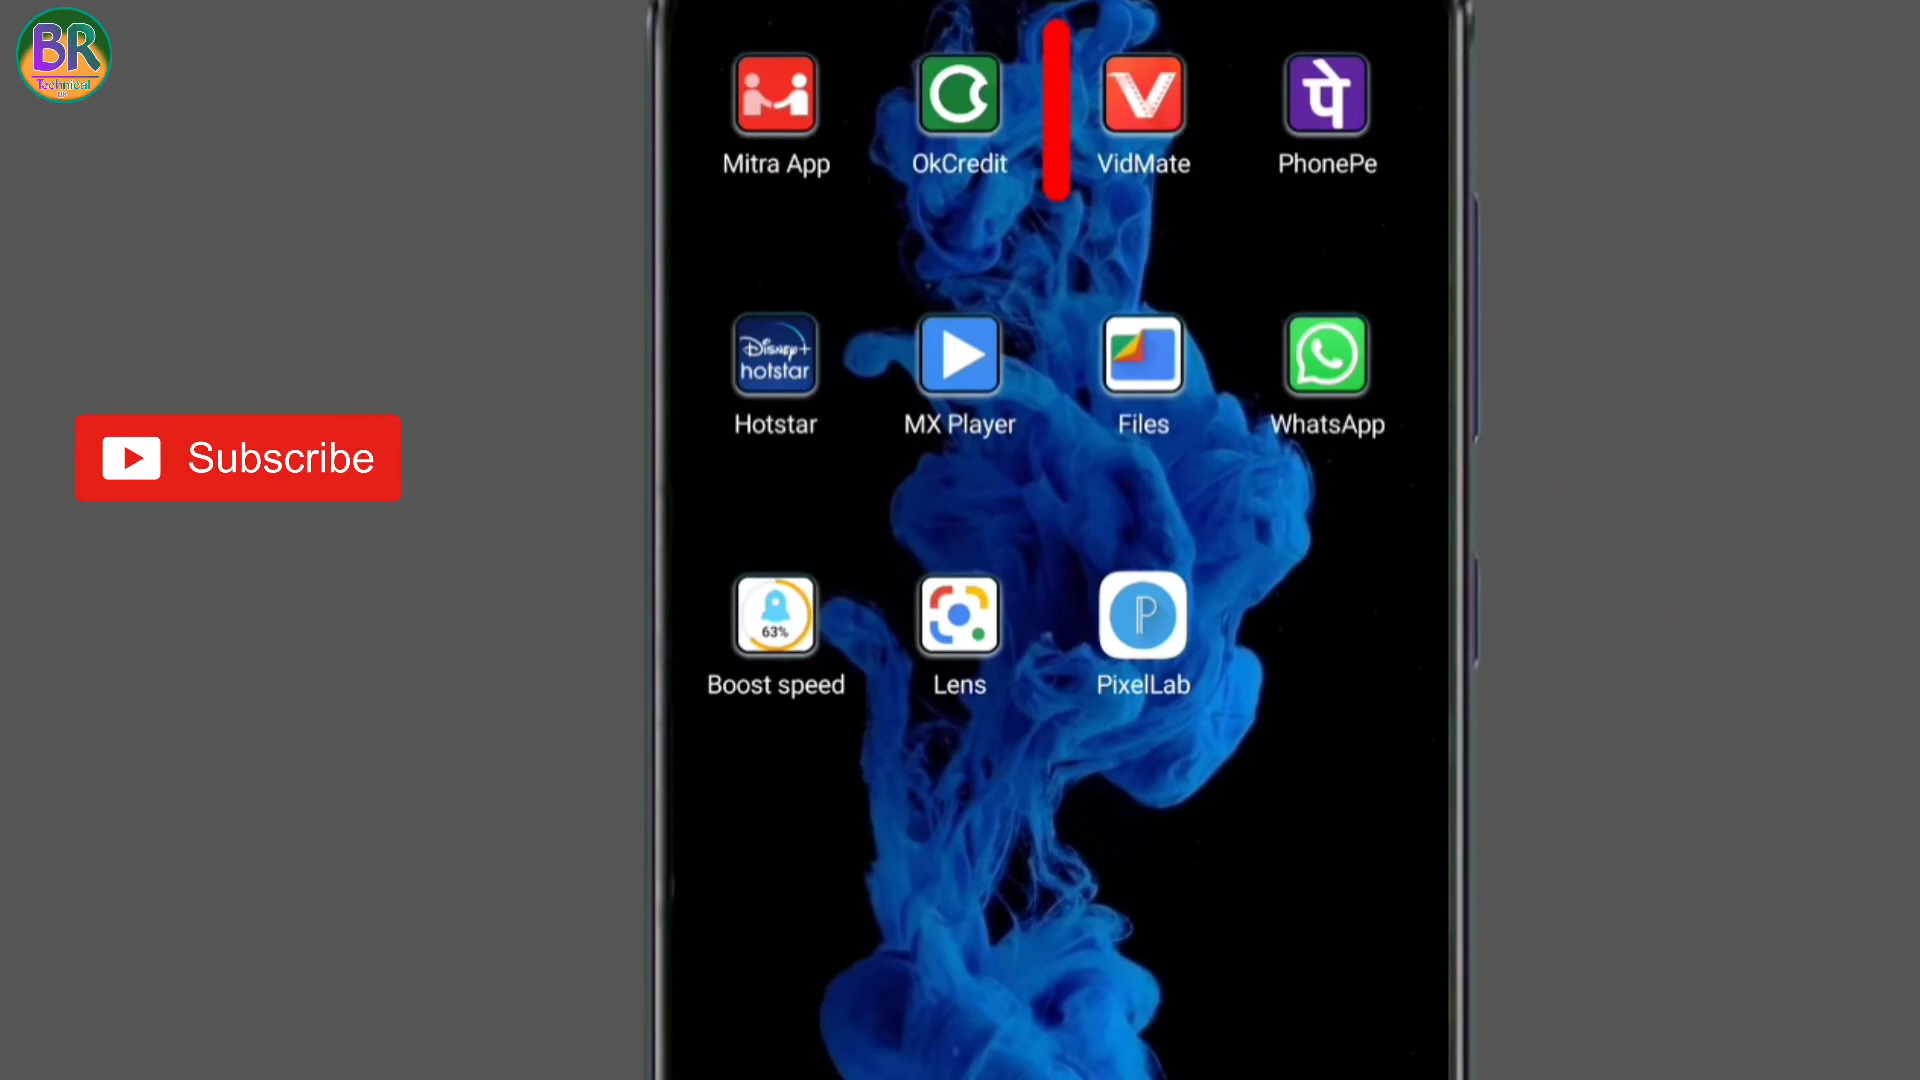 BR
Technical
Mitra App
OkCredit
VidMate
PhonePe
पे
Disney+
hotstar
Hotstar
MX Player
Files
WhatsApp
Subscribe
63%
P
Boost speed
Lens
PixelLab